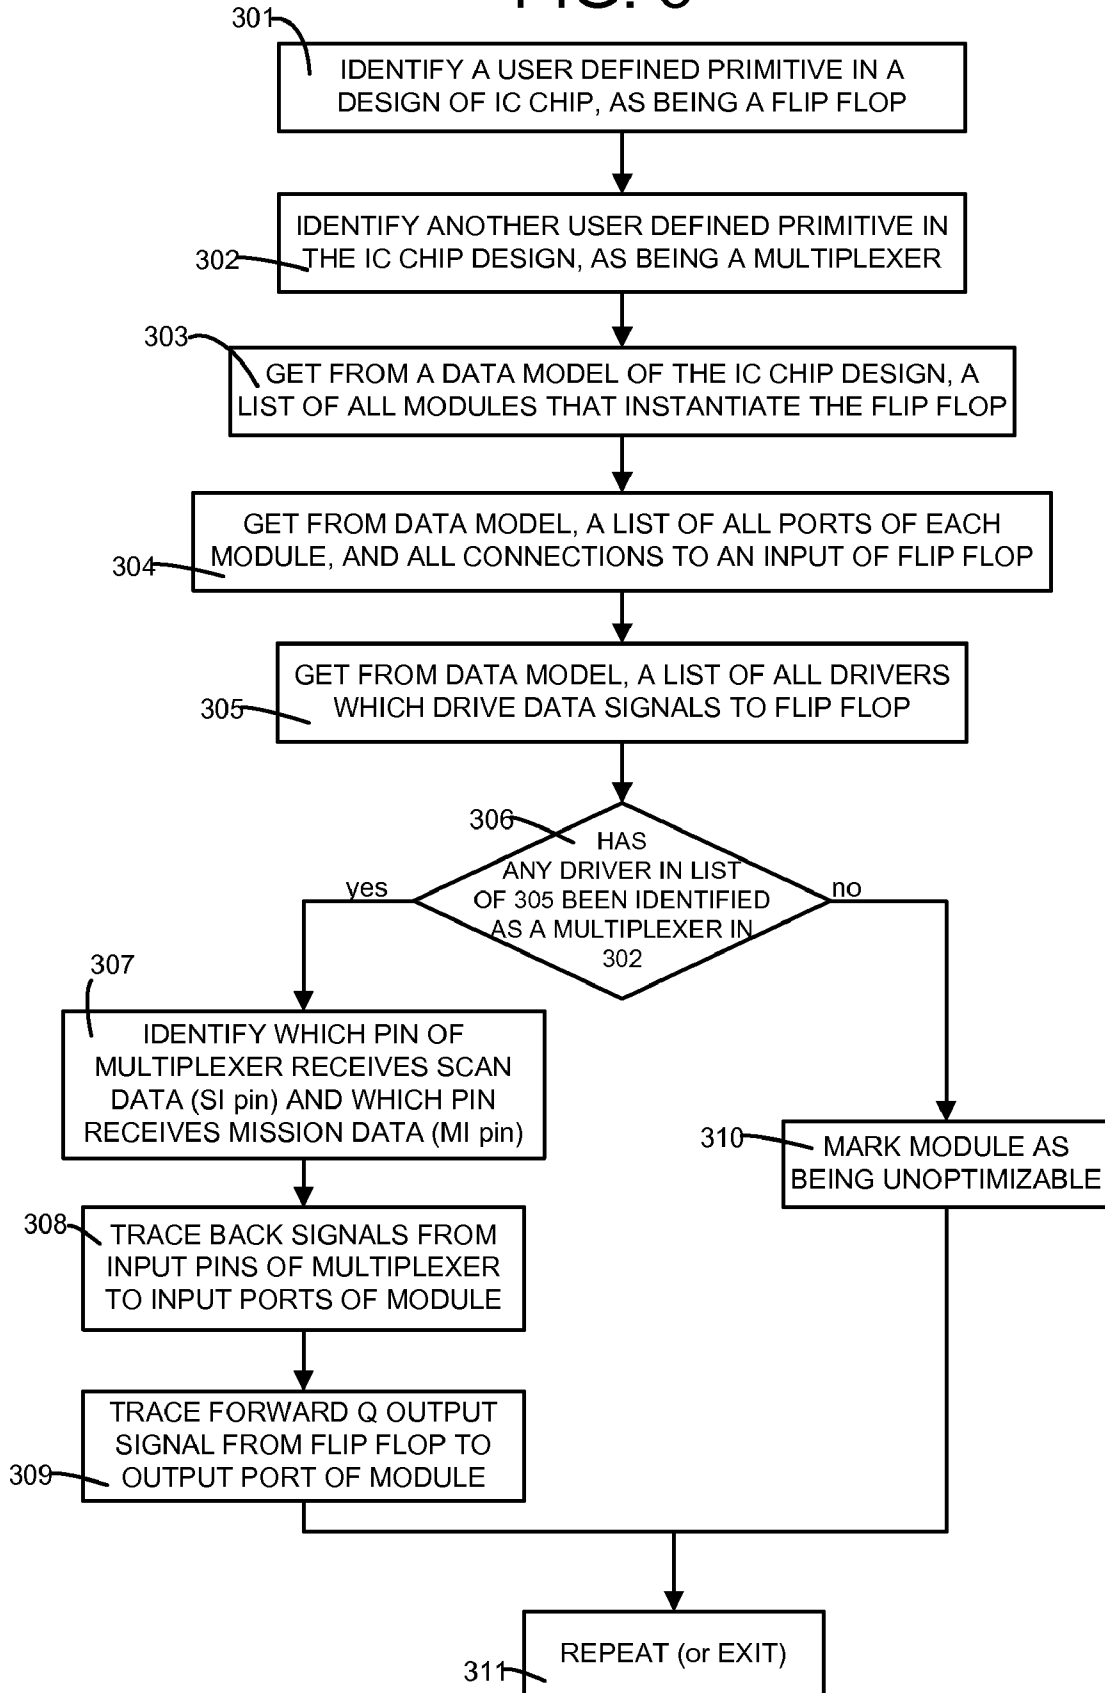 301
IDENTIFY A USER DEFINED PRIMITIVE IN A
DESIGN OF IC CHIP, AS BEING A FLIP FLOP
IDENTIFY ANOTHER USER DEFINED PRIMITIVE IN
THE IC CHIP DESIGN, AS BEING A MULTIPLEXER
302
303
GET FROM A DATA MODEL OF THE IC CHIP DESIGN, A
LIST OF ALL MODULES THAT INSTANTIATE THE FLIP FLOP
GET FROM DATA MODEL, A LIST OF ALL PORTS OF EACH
MODULE, AND ALL CONNECTIONS TO AN INPUT OF FLIP FLOP
304
GET FROM DATA MODEL, A LIST OF ALL DRIVERS
WHICH DRIVE DATA SIGNALS TO FLIP FLOP
305
306
HAS
ANY DRIVER IN LIST
OF 305 BEEN IDENTIFIED
AS A MULTIPLEXER IN
302
yes
no
307
IDENTIFY WHICH PIN OF
MULTIPLEXER RECEIVES SCAN
DATA (SI pin) AND WHICH PIN
RECEIVES MISSION DATA (MI pin)
310
MARK MODULE AS
BEING UNOPTIMIZABLE
308
TRACE BACK SIGNALS FROM
INPUT PINS OF MULTIPLEXER
TO INPUT PORTS OF MODULE
TRACE FORWARD Q OUTPUT
SIGNAL FROM FLIP FLOP TO
OUTPUT PORT OF MODULE
309
REPEAT (or EXIT)
311